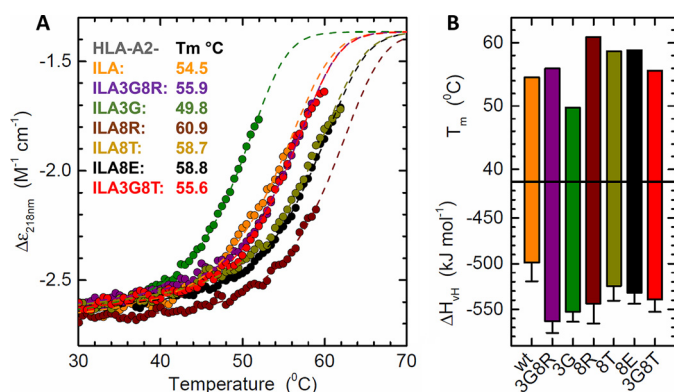 A
HLA-A2- Tm °C
ILA: 54.5
ILA3G8R: 55.9
ILA3G: 49.8
ILA8R: 60.9
ILA8T: 58.7
ILA8E: 58.8
ILA3G8T: 55.6
-1.5
-2.0
-2.5
Δε218nm (M-1 cm-1)
30 40 50 60 70
Temperature (0C)
B
60
50
40
Tm (0C)
-450
-500
-550
ΔHvH (kJ mol-1)
wt 3G8R 3G 8R 8T 8E 3G8T